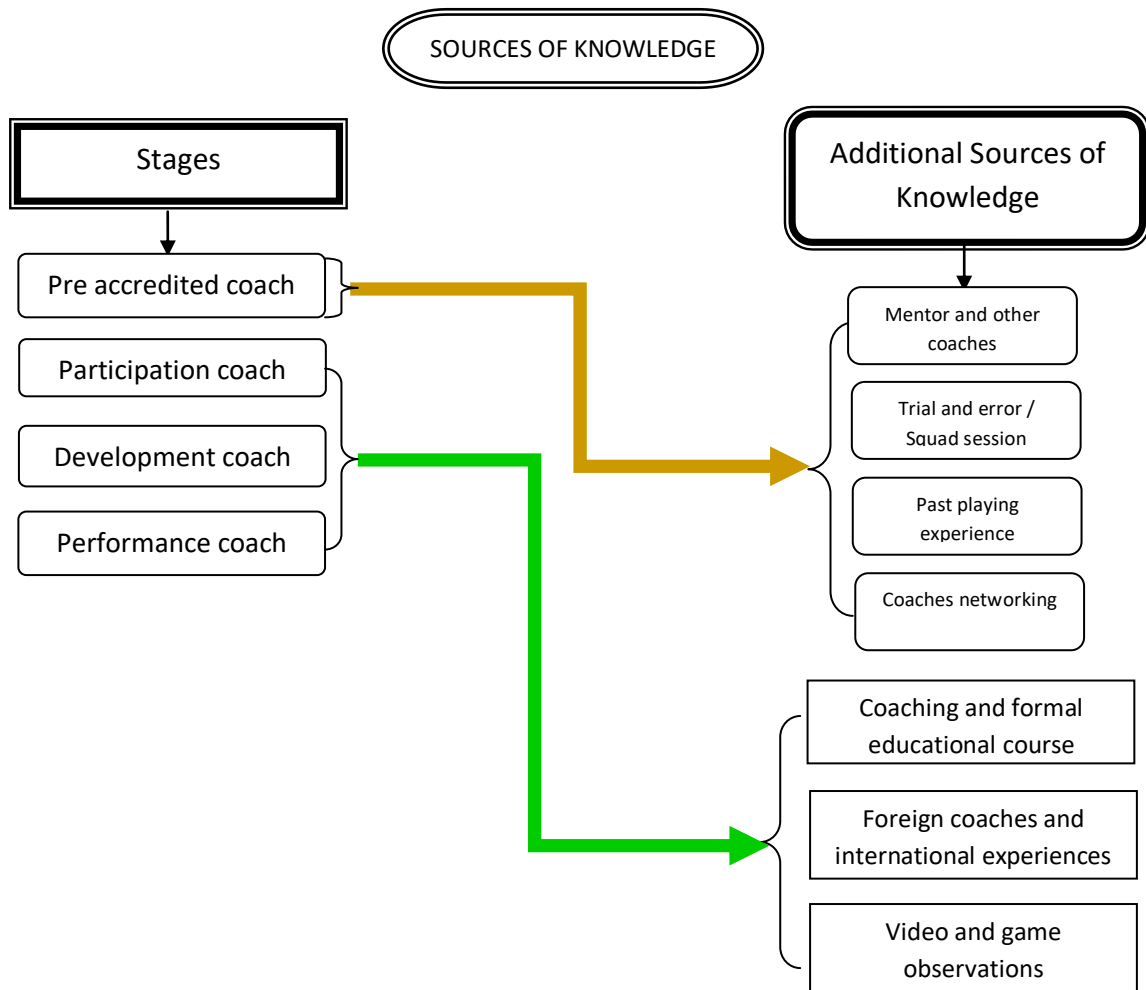 SOURCES OF KNOWLEDGE
Stages
Pre accredited coach
Participation coach
Development coach
Performance coach
Additional Sources of
Knowledge
Mentor and other
coaches
Trial and error /
Squad session
Past playing
experience
Coaches networking
Coaching and formal
educational course
Foreign coaches and
international experiences
Video and game
observations